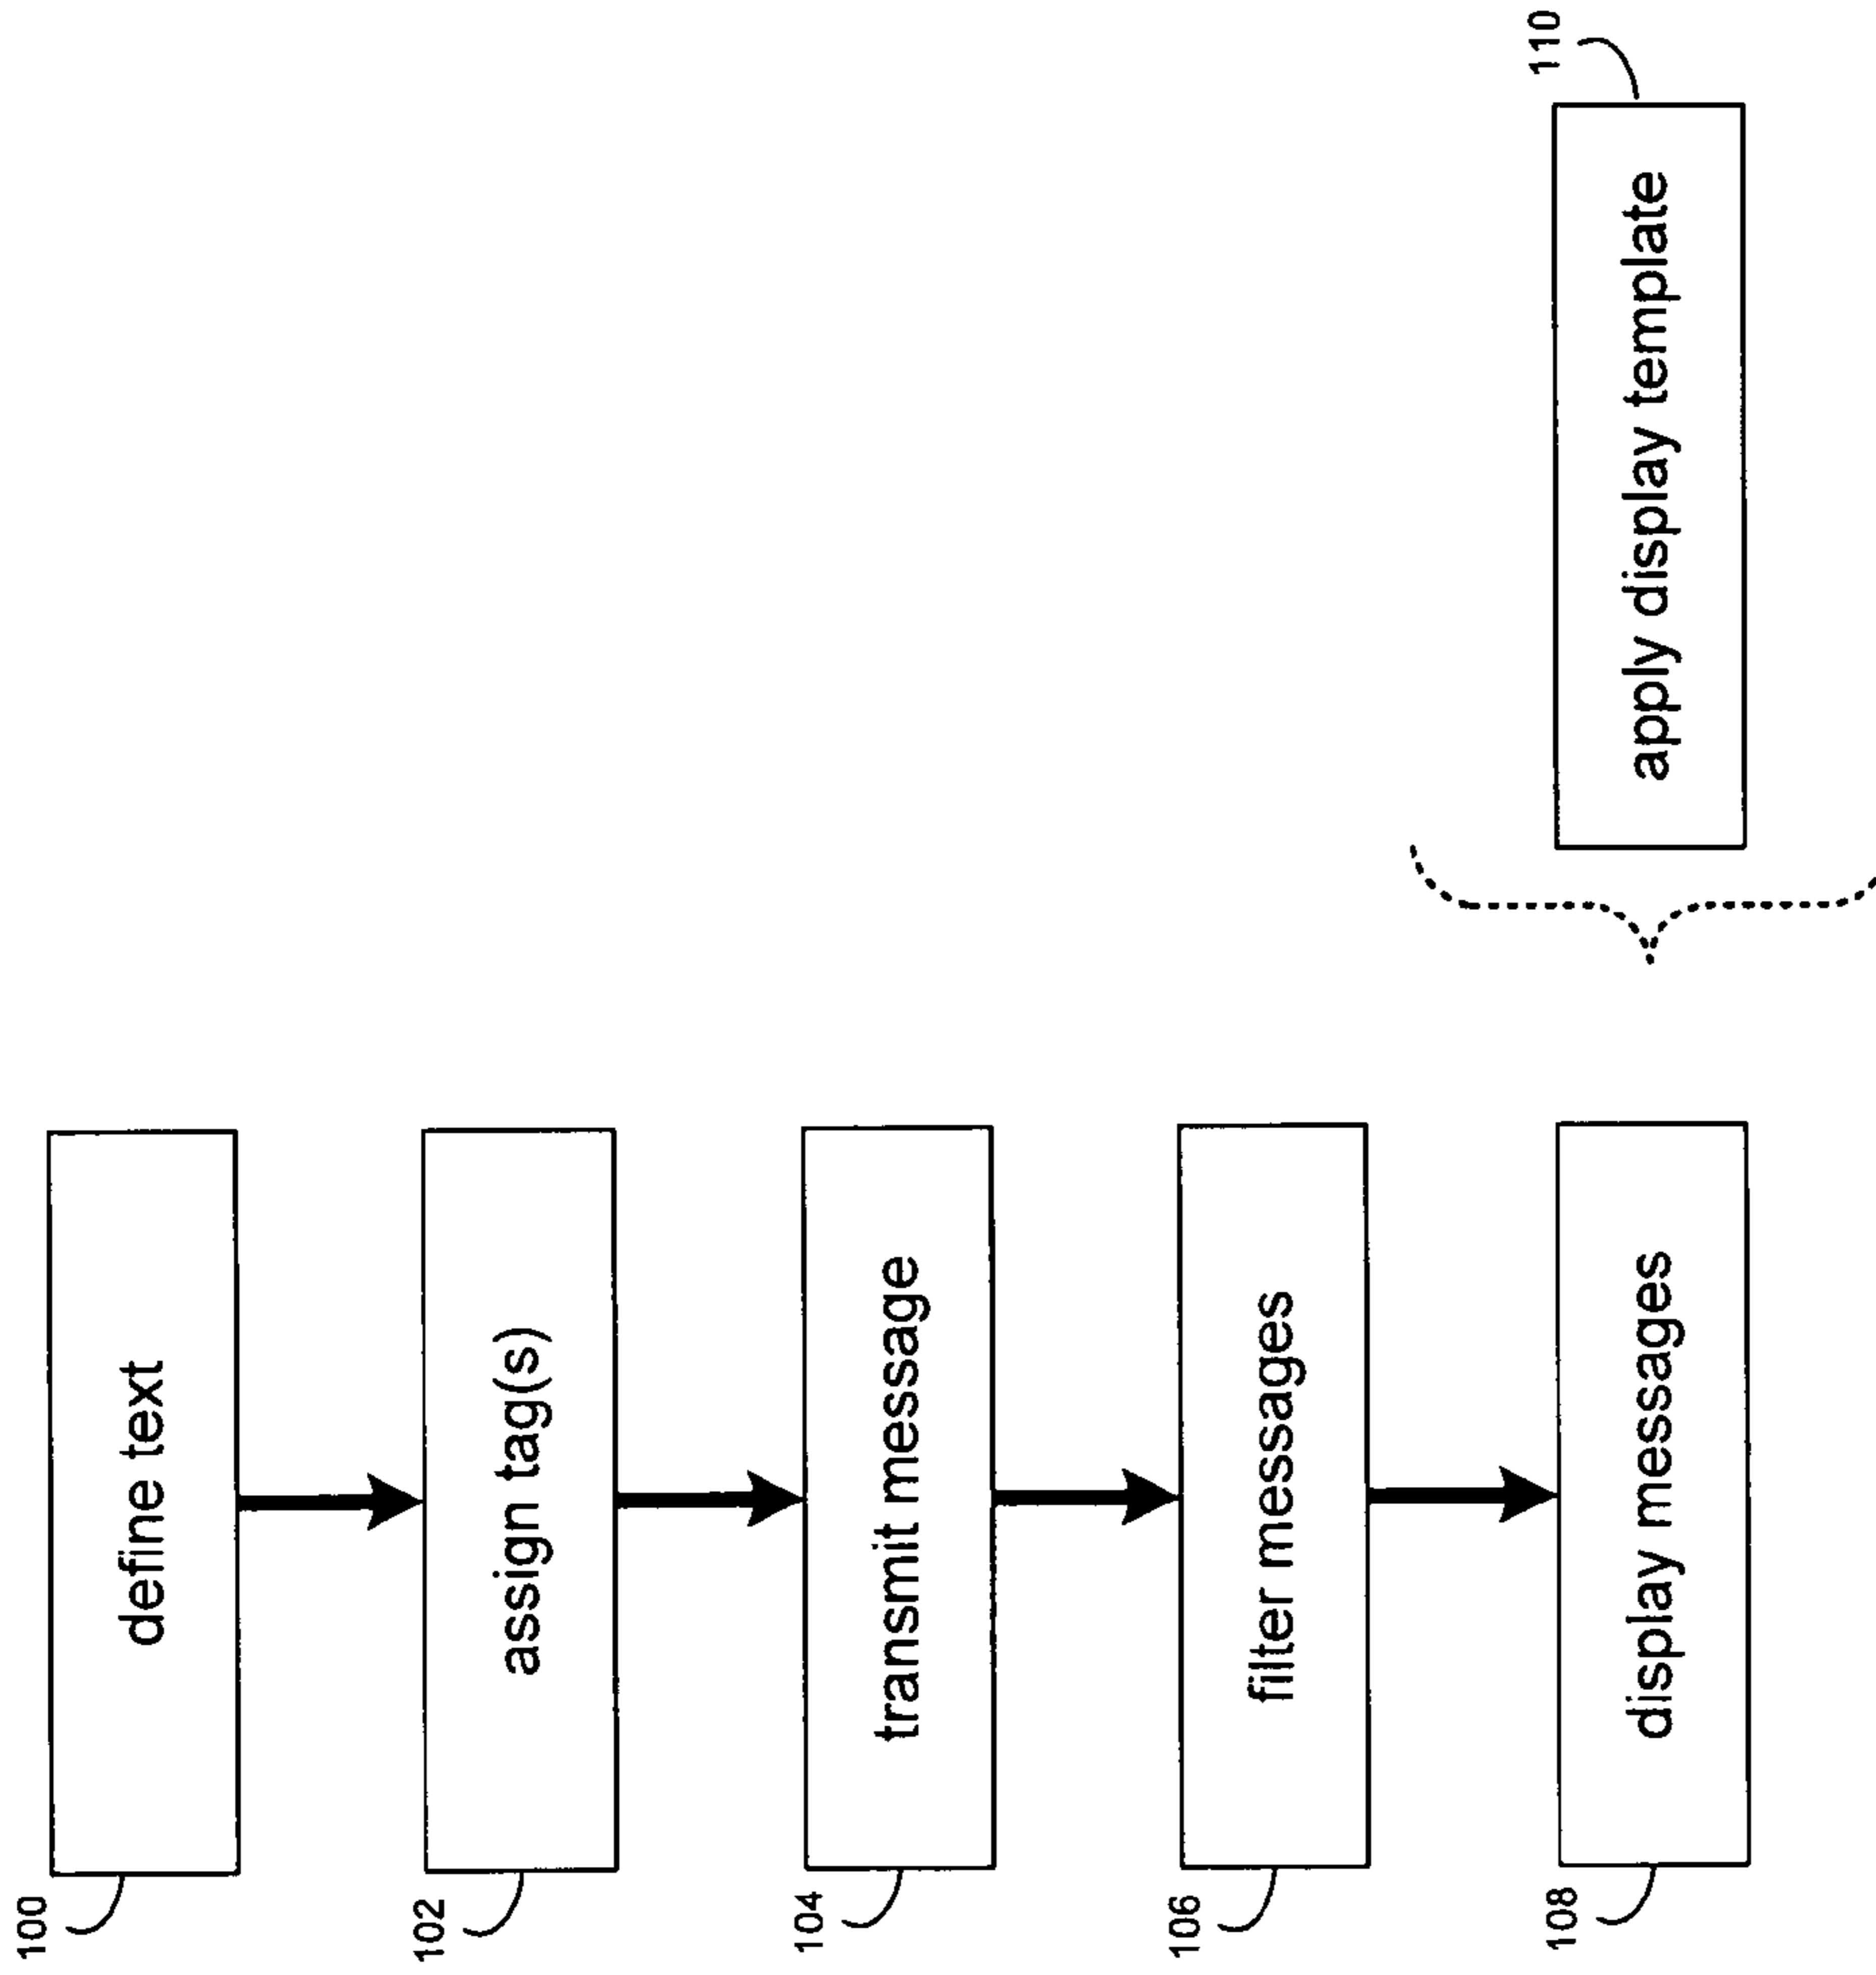 100
define text
102
assign tag(s)
104
transmit message
106
filter messages
108
display messages
110
apply display template